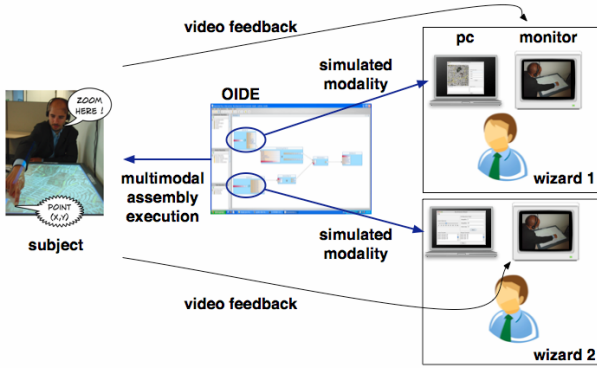 video feedback
pc
monitor
simulated
modality
OIDE
ZOOM
HERE !
multimodal
assembly
execution
POINT
(X,Y)
subject
wizard 1
simulated
modality
video feedback
wizard 2